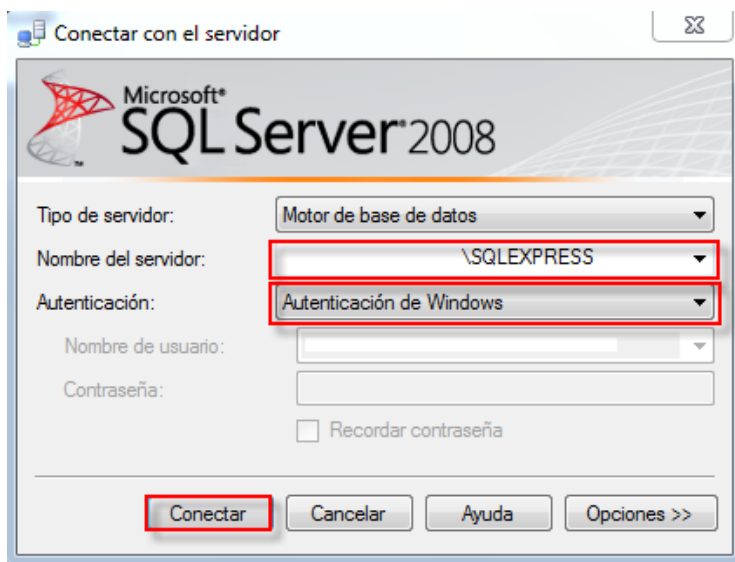 Conectar con el servidor
Microsoft®
SQL Server® 2008
Tipo de servidor: Motor de base de datos
Nombre del servidor: \SQLEXPRESS
Autenticación: Autenticación de Windows
Nombre de usuario:
Contraseña:
Recordar contraseña
Conectar Cancelar Ayuda Opciones >>